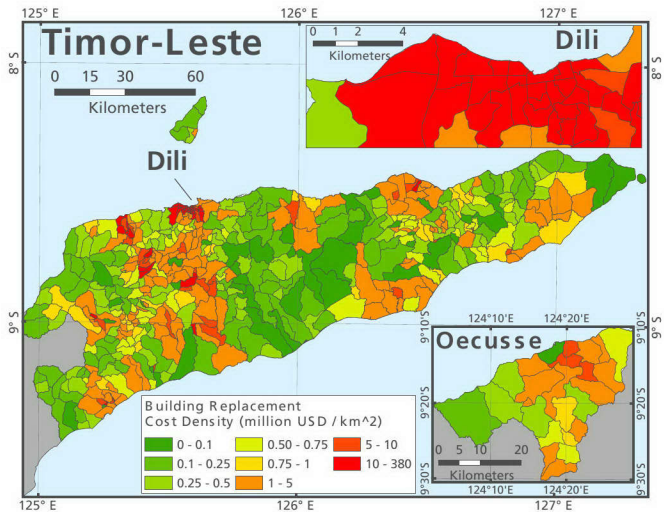 125° E 126° E 127° E
Timor-Leste
8° S
0 15 30 60
Kilometers
Dili
0 1 2 4
Kilometers
Dili
8° S
9° S
9° S
Oecusse
124°10'E 124°20'E
9°10'S
9°20'S
9°30'S
9°10'S
9°20'S
9°30'S
0 5 10 20
Kilometers
124°10'E 124°20'E
Building Replacement
Cost Density (million USD / km^2)
0 - 0.1 0.50 - 0.75 5 - 10
0.1 - 0.25 0.75 - 1 10 - 380
0.25 - 0.5 1 - 5
125° E 126° E 127° E